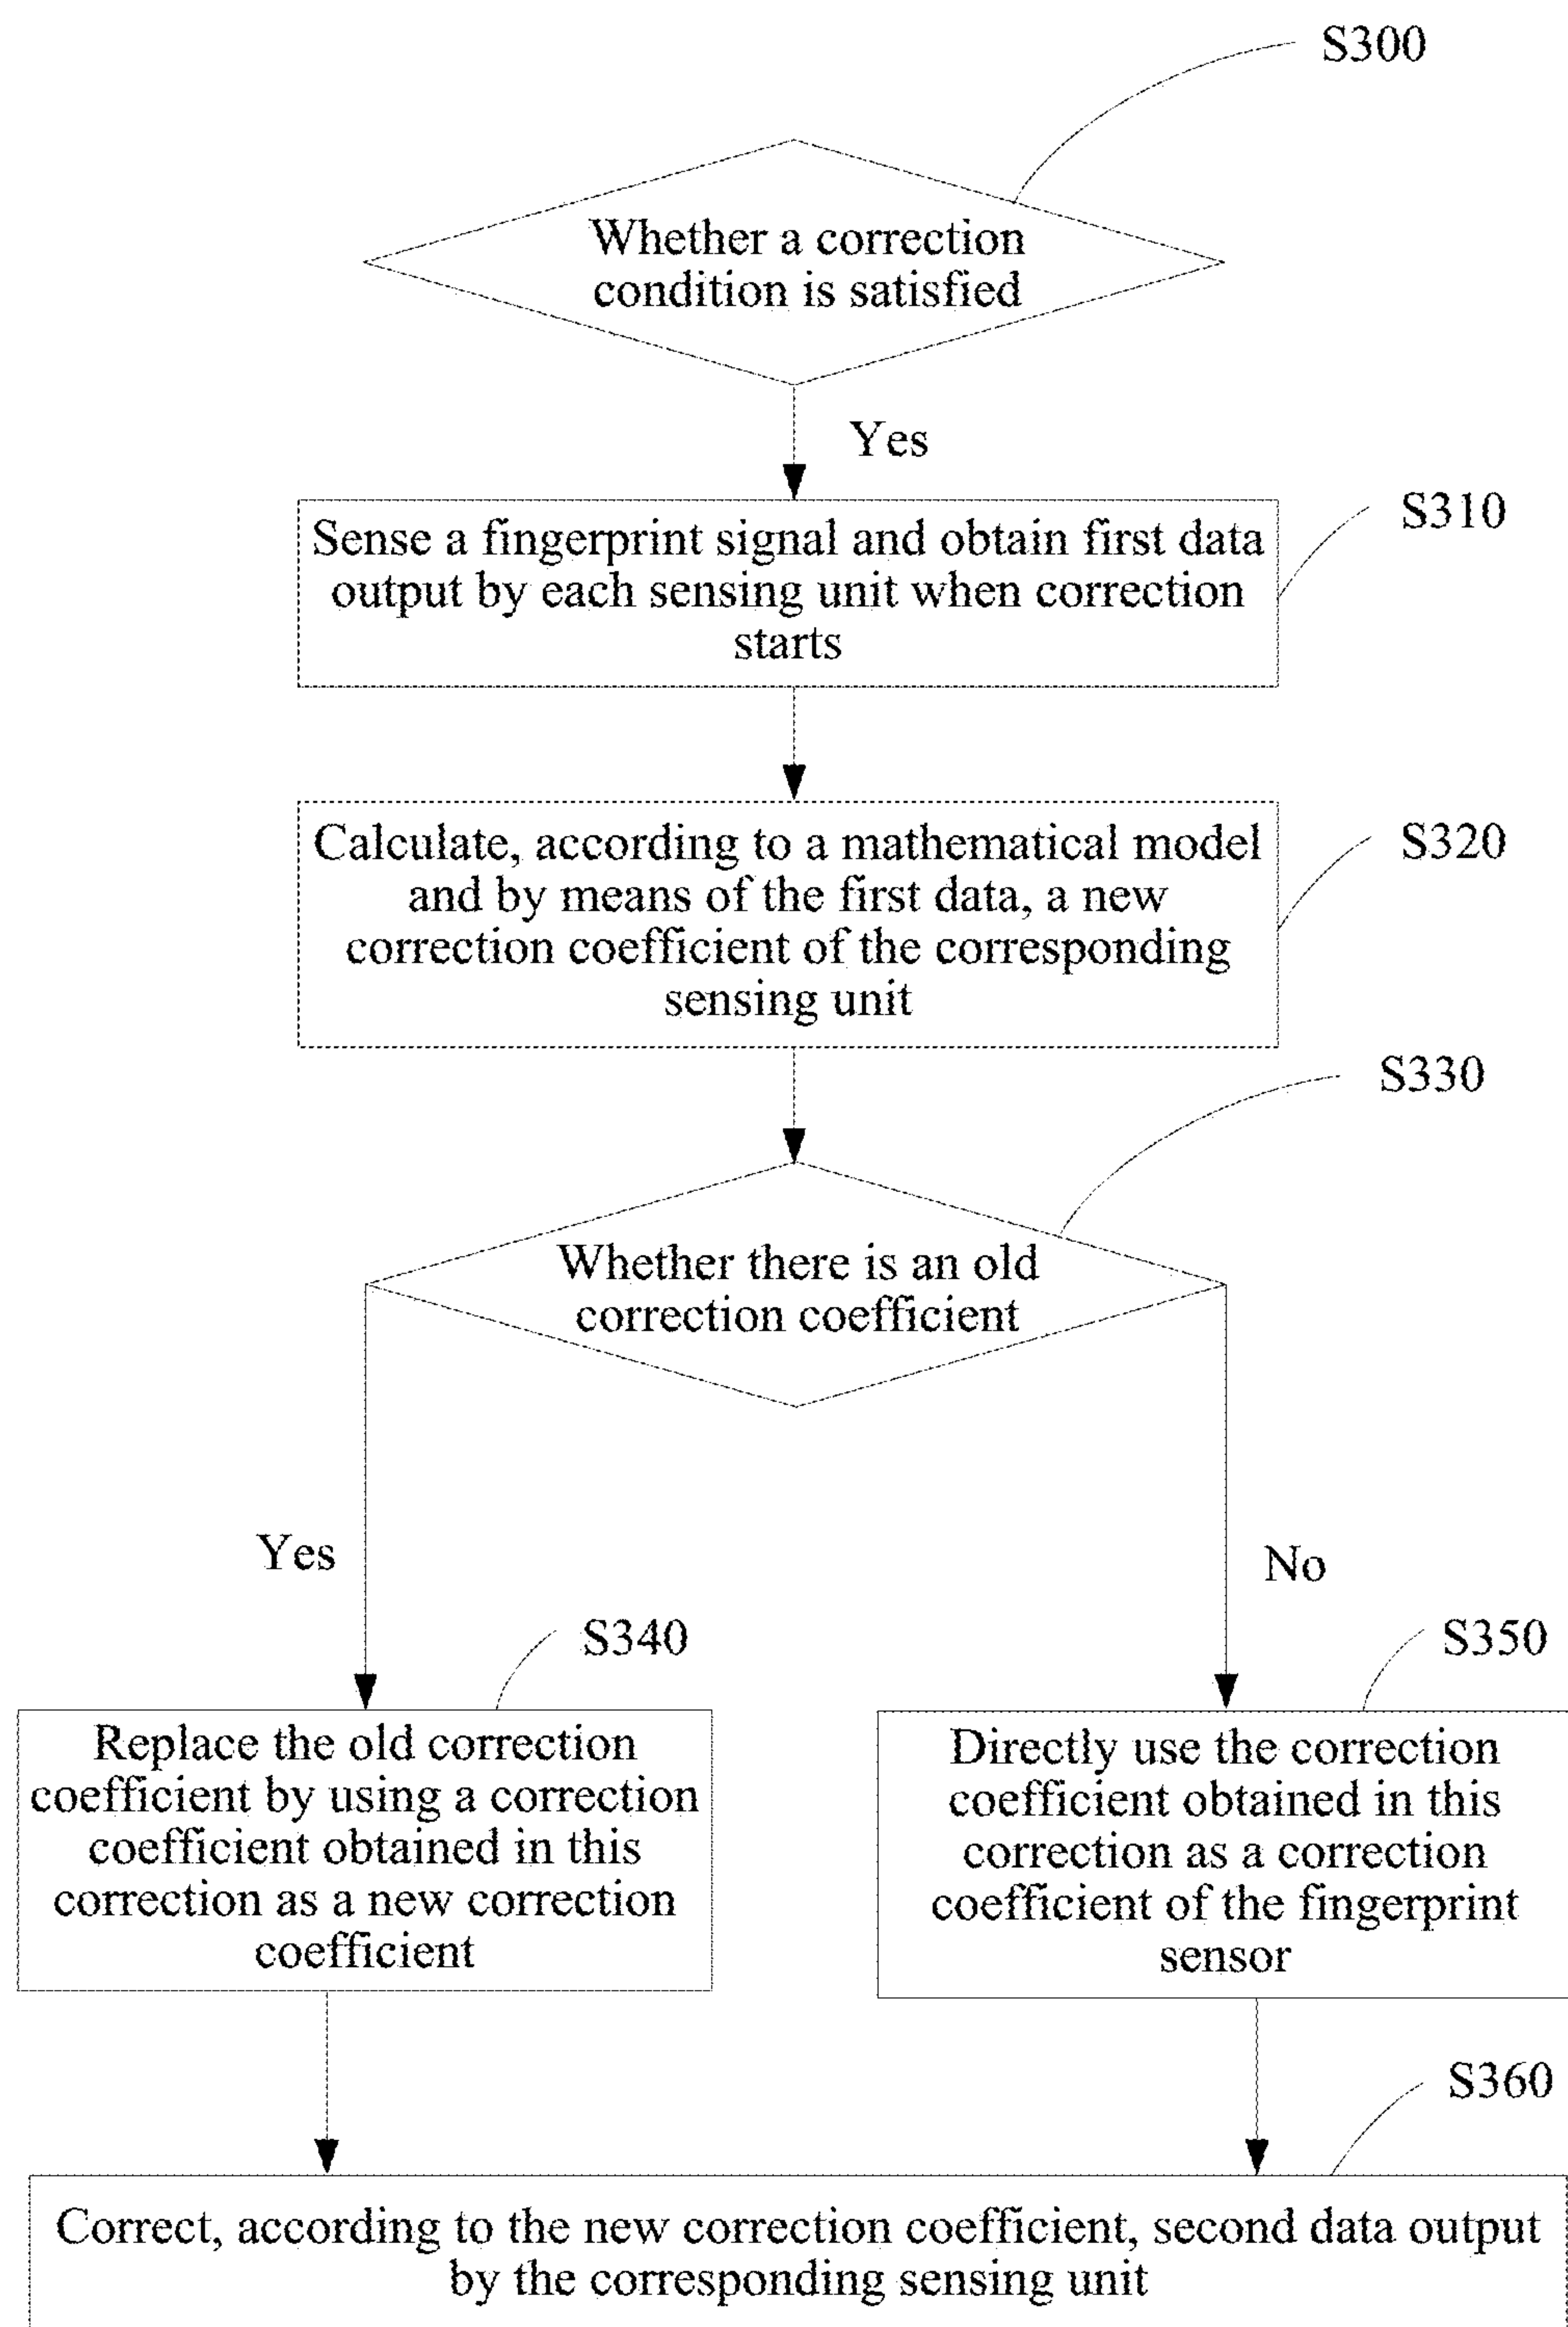 S300
Whether a correction
condition is satisfied
Yes
S310
Sense a fingerprint signal and obtain first data
output by each sensing unit when correction
starts
S320
Calculate, according to a mathematical model
and by means of the first data, a new
correction coefficient of the corresponding
sensing unit
S330
Whether there is an old
correction coefficient
Yes
No
S340
Replace the old correction
coefficient by using a correction
coefficient obtained in this
correction as a new correction
coefficient
S350
Directly use the correction
coefficient obtained in this
correction as a correction
coefficient of the fingerprint
sensor
S360
Correct, according to the new correction coefficient, second data output
by the corresponding sensing unit